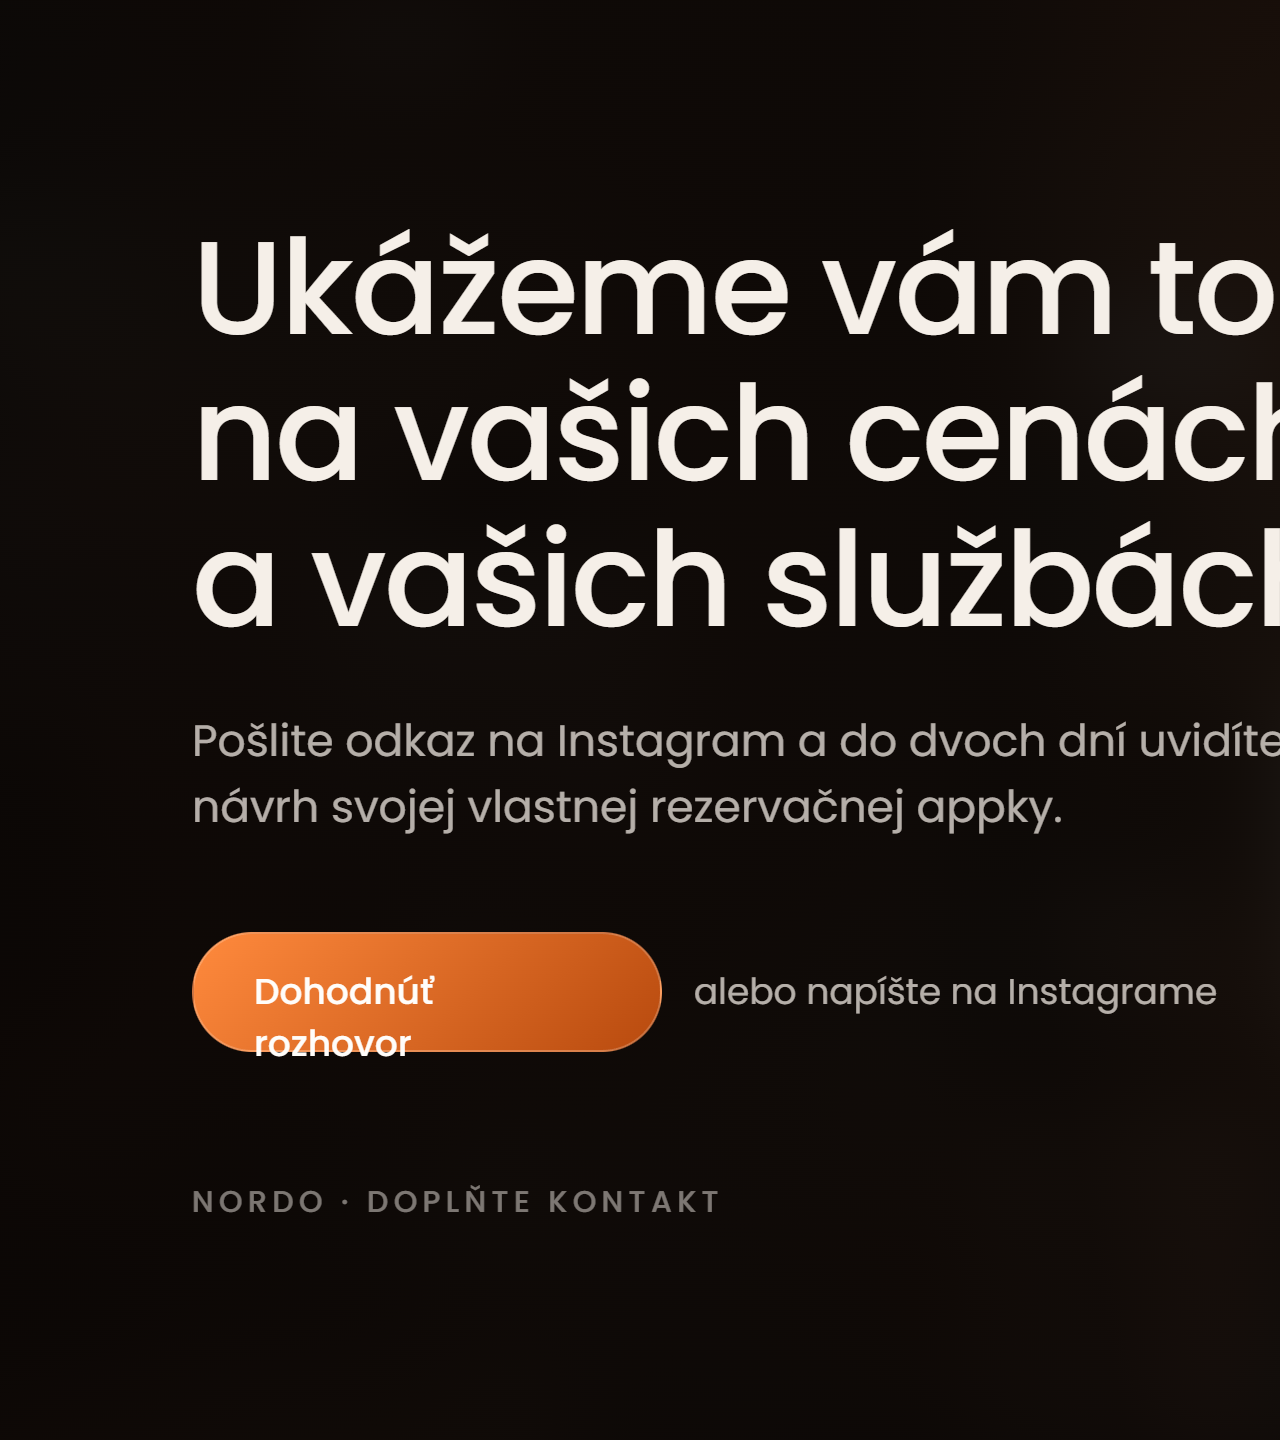 Ukážeme vám to
na vašich cenách
a vašich službách
Pošlite odkaz na Instagram a do dvoch dní uvidíte
návrh svojej vlastnej rezervačnej appky.
Dohodnúť
rozhovor
alebo napíšte na Instagrame
NORDO · DOPLŇTE KONTAKT